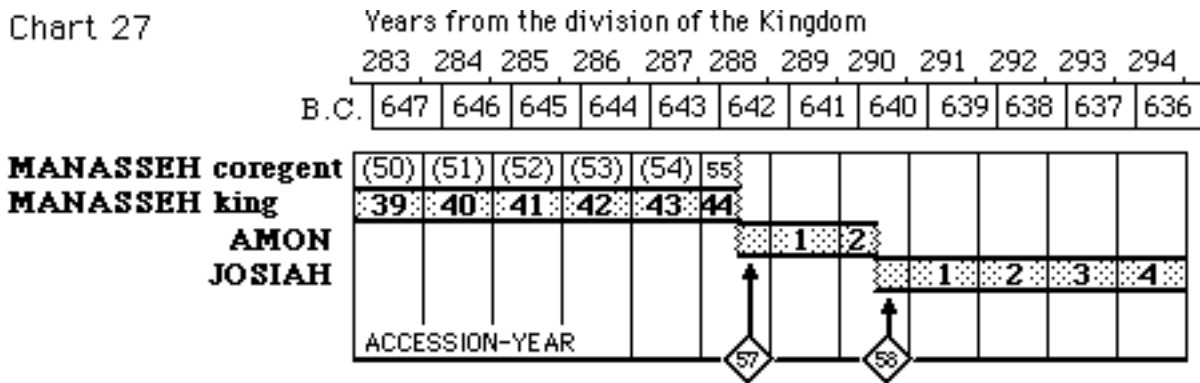 Chart 27
Years from the division of the Kingdom
283 284 285 286 287 288 289 290 291 292 293 294
B.C. 647 646 645 644 643 642 641 640 639 638 637 636
MANASSEH coregent (50) (51) (52) (53) (54) 55
MANASSEH king 39 40 41 42 43 44
AMON 1 2
JOSIAH 1 2 3 4
ACCESSION-YEAR
57 58